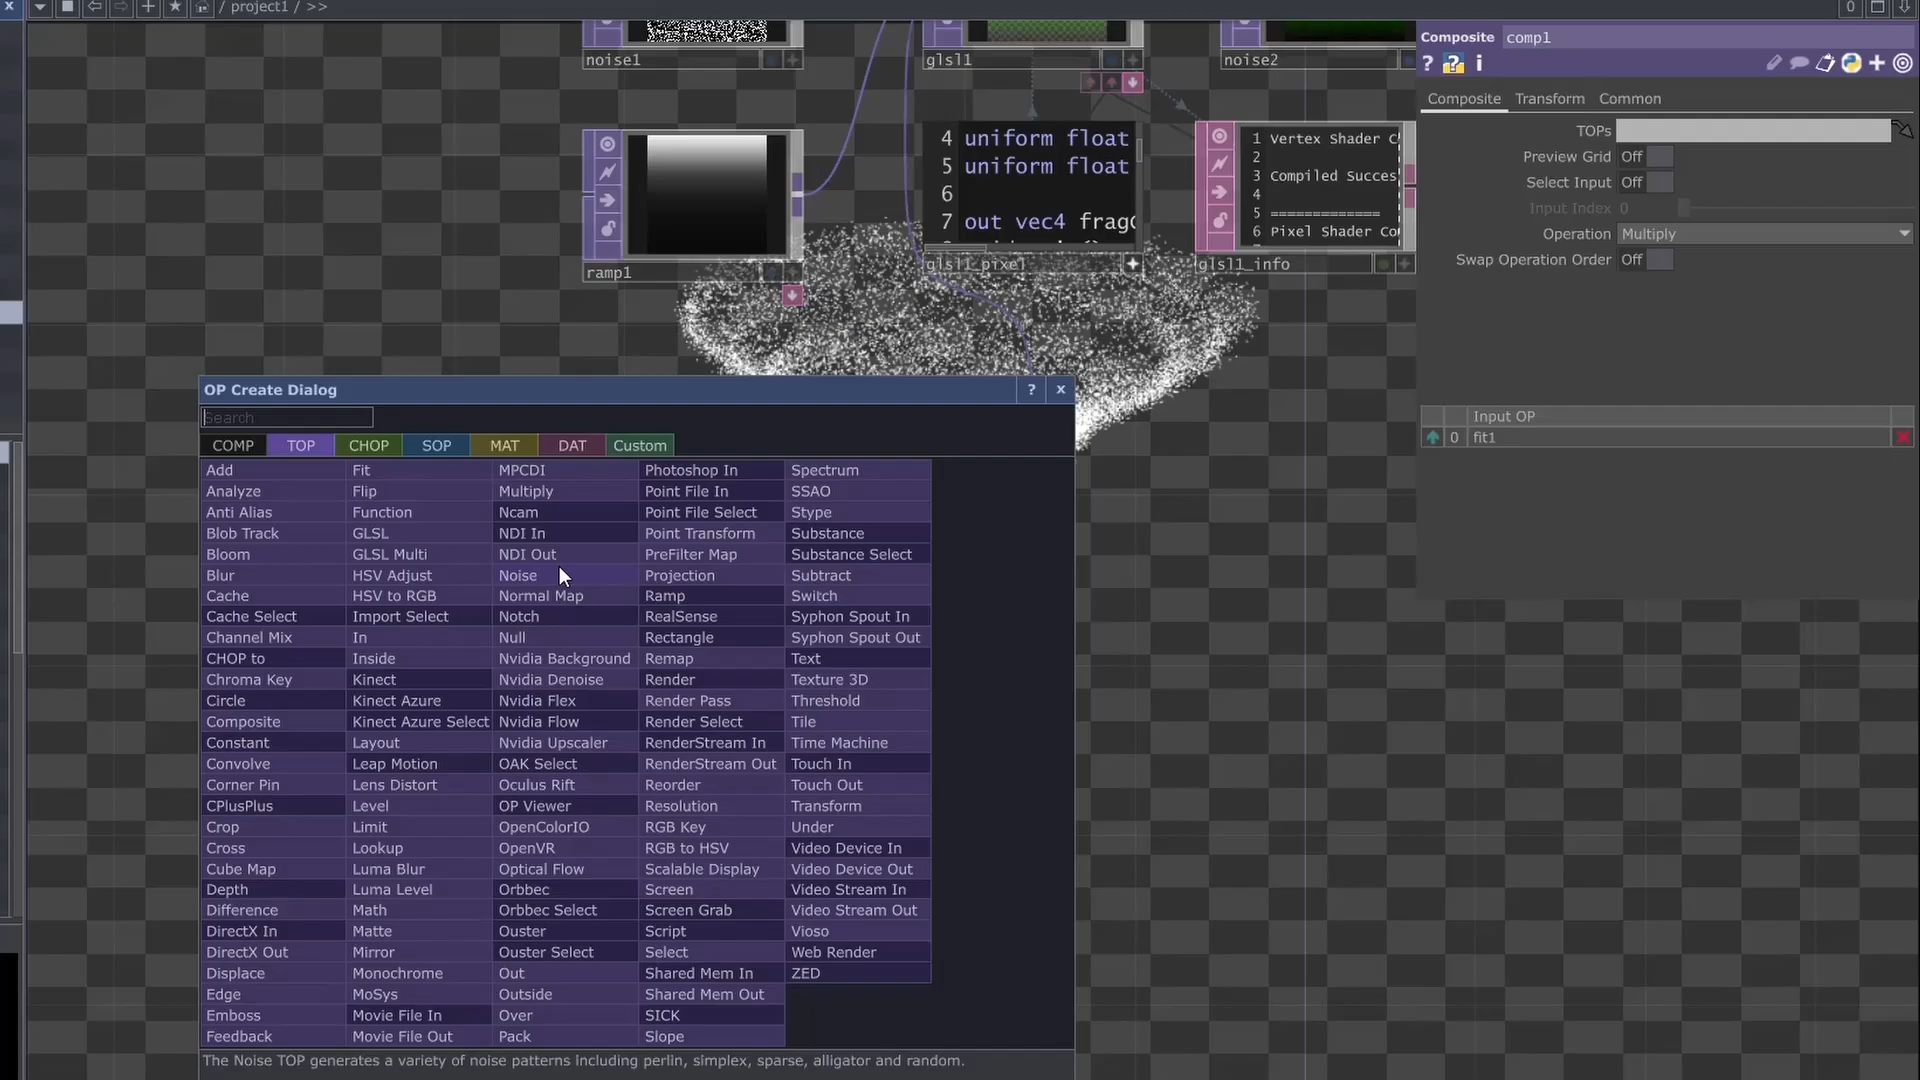 x / project1 / >> 0
noise1 glsl1 noise2
Composite comp1
? ? i
Composite Transform Common
TOPs
Preview Grid Off
Select Input Off
Input Index 0
Operation Multiply
Swap Operation Order Off
Input OP
0 fit1
4 uniform float
5 uniform float
6
7 out vec4 frag
1 Vertex Shader C
2
3 Compiled Succes
4
5 =============
6 Pixel Shader Co
ramp1 glsl1_pixel glsl1_info
OP Create Dialog ? x
Search
COMP TOP CHOP SOP MAT DAT Custom
Add Fit MPCDI Photoshop In Spectrum
Analyze Flip Multiply Point File In SSAO
Anti Alias Function Ncam Point File Select Stype
Blob Track GLSL NDI In Point Transform Substance
Bloom GLSL Multi NDI Out PreFilter Map Substance Select
Blur HSV Adjust Noise Projection Subtract
Cache HSV to RGB Normal Map Ramp Switch
Cache Select Import Select Notch RealSense Syphon Spout In
Channel Mix In Null Rectangle Syphon Spout Out
CHOP to Inside Nvidia Background Remap Text
Chroma Key Kinect Nvidia Denoise Render Texture 3D
Circle Kinect Azure Nvidia Flex Render Pass Threshold
Composite Kinect Azure Select Nvidia Flow Render Select Tile
Constant Layout Nvidia Upscaler RenderStream In Time Machine
Convolve Leap Motion OAK Select RenderStream Out Touch In
Corner Pin Lens Distort Oculus Rift Reorder Touch Out
CPlusPlus Level OP Viewer Resolution Transform
Crop Limit OpenColorIO RGB Key Under
Cross Lookup OpenVR RGB to HSV Video Device In
Cube Map Luma Blur Optical Flow Scalable Display Video Device Out
Depth Luma Level Orbbec Screen Video Stream In
Difference Math Orbbec Select Screen Grab Video Stream Out
DirectX In Matte Ouster Script Vioso
DirectX Out Mirror Ouster Select Select Web Render
Displace Monochrome Out Shared Mem In ZED
Edge MoSys Outside Shared Mem Out
Emboss Movie File In Over SICK
Feedback Movie File Out Pack Slope
The Noise TOP generates a variety of noise patterns including perlin, simplex, sparse, alligator and random.